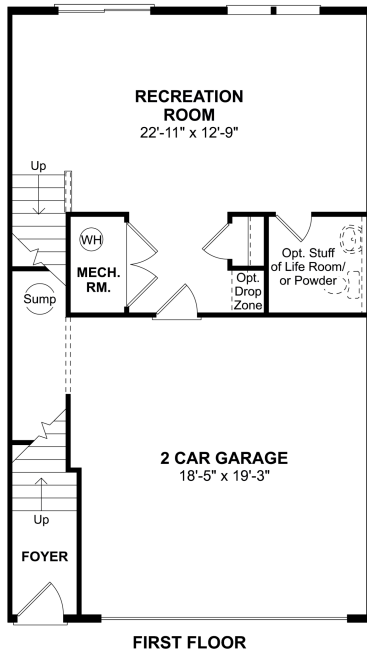 RECREATION
ROOM
22'-11" x 12'-9"
Up
WH
MECH.
RM.
Opt. Stuff
of Life Room/
or Powder
Opt.
Drop
Zone
Sump
2 CAR GARAGE
18'-5" x 19'-3"
Up
FOYER
FIRST FLOOR